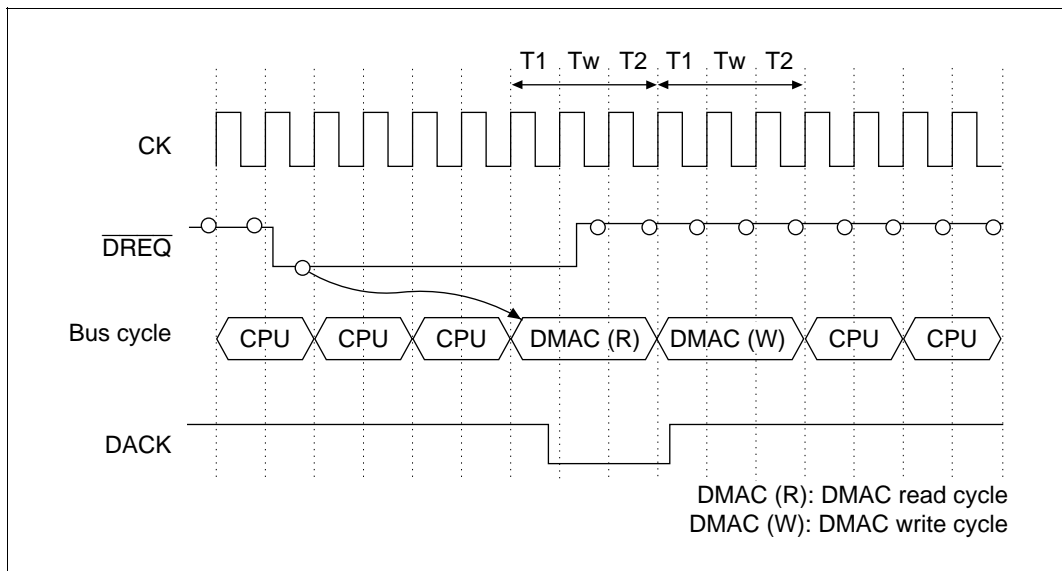 T1 Tw T2 T1 Tw T2
CK
DREQ
Bus cycle CPU CPU CPU DMAC (R) DMAC (W) CPU CPU
DACK
DMAC (R): DMAC read cycle
DMAC (W): DMAC write cycle